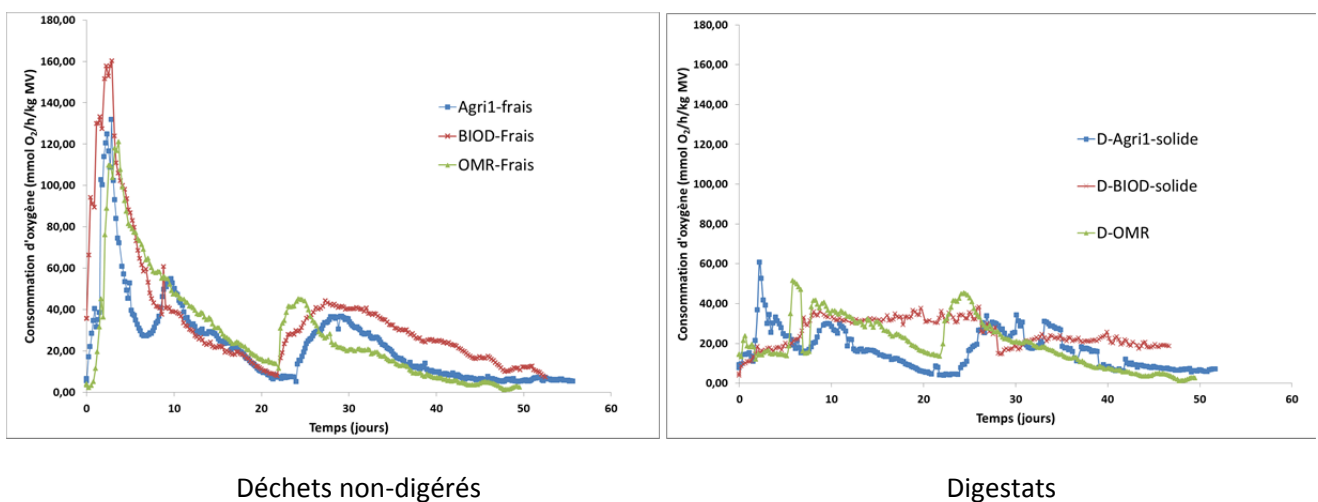 Consommation d'oxygène (mmol O₂/h/kg MV)
180,00
160,00
140,00
120,00
100,00
80,00
60,00
40,00
20,00
0,00
Agri1-frais
BIOD-Frais
OMR-Frais
0 10 20 30 40 50 60
Temps (jours)
Consommation d'oxygène (mmol O₂/h/kg MV)
180,00
160,00
140,00
120,00
100,00
80,00
60,00
40,00
20,00
0,00
D-Agri1-solide
D-BIOD-solide
D-OMR
0 10 20 30 40 50 60
Temps (jours)
Déchets non-digérés
Digestats